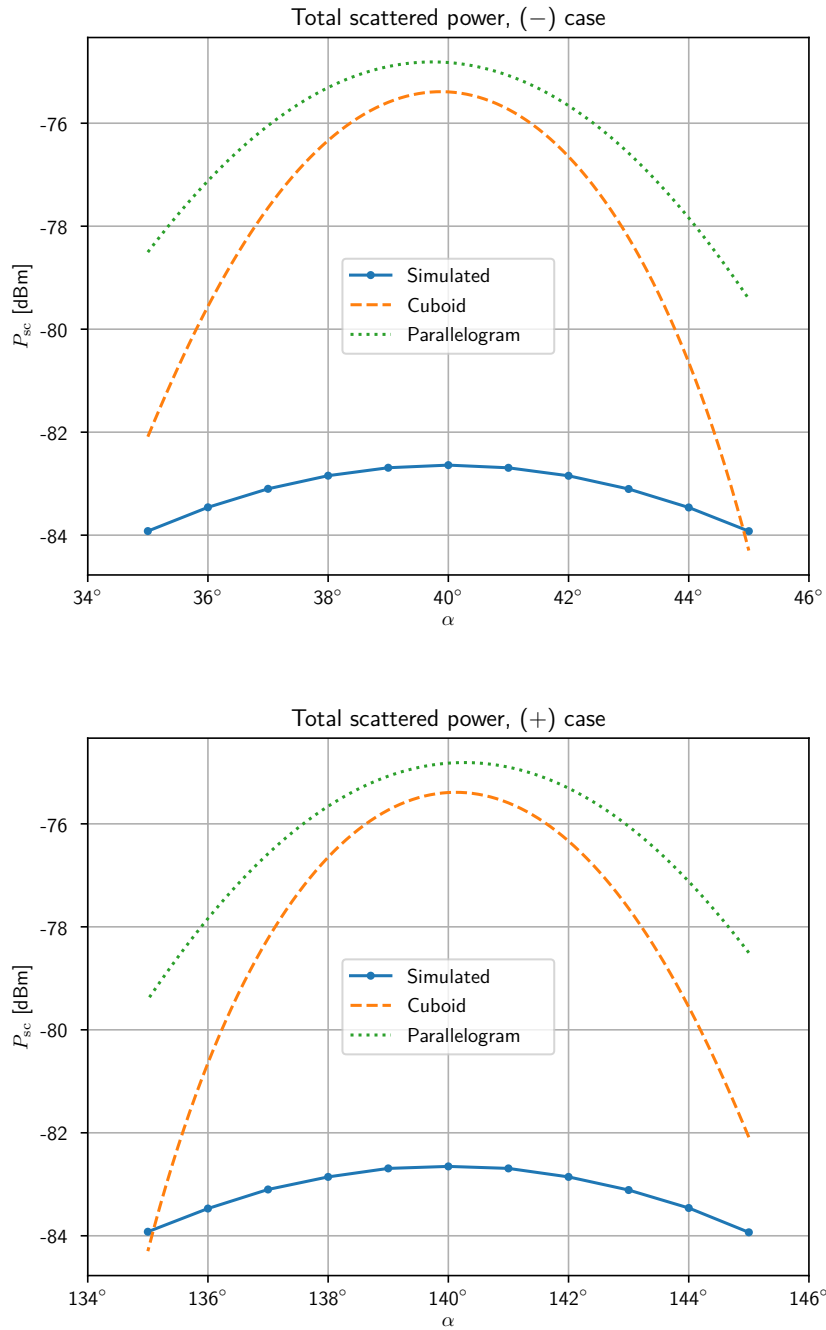 Total scattered power, (−) case
-76
-78
-80
-82
-84
P_sc [dBm]
Simulated
Cuboid
Parallelogram
34° 36° 38° 40° 42° 44° 46°
α
Total scattered power, (+) case
-76
-78
-80
-82
-84
P_sc [dBm]
Simulated
Cuboid
Parallelogram
134° 136° 138° 140° 142° 144° 146°
α